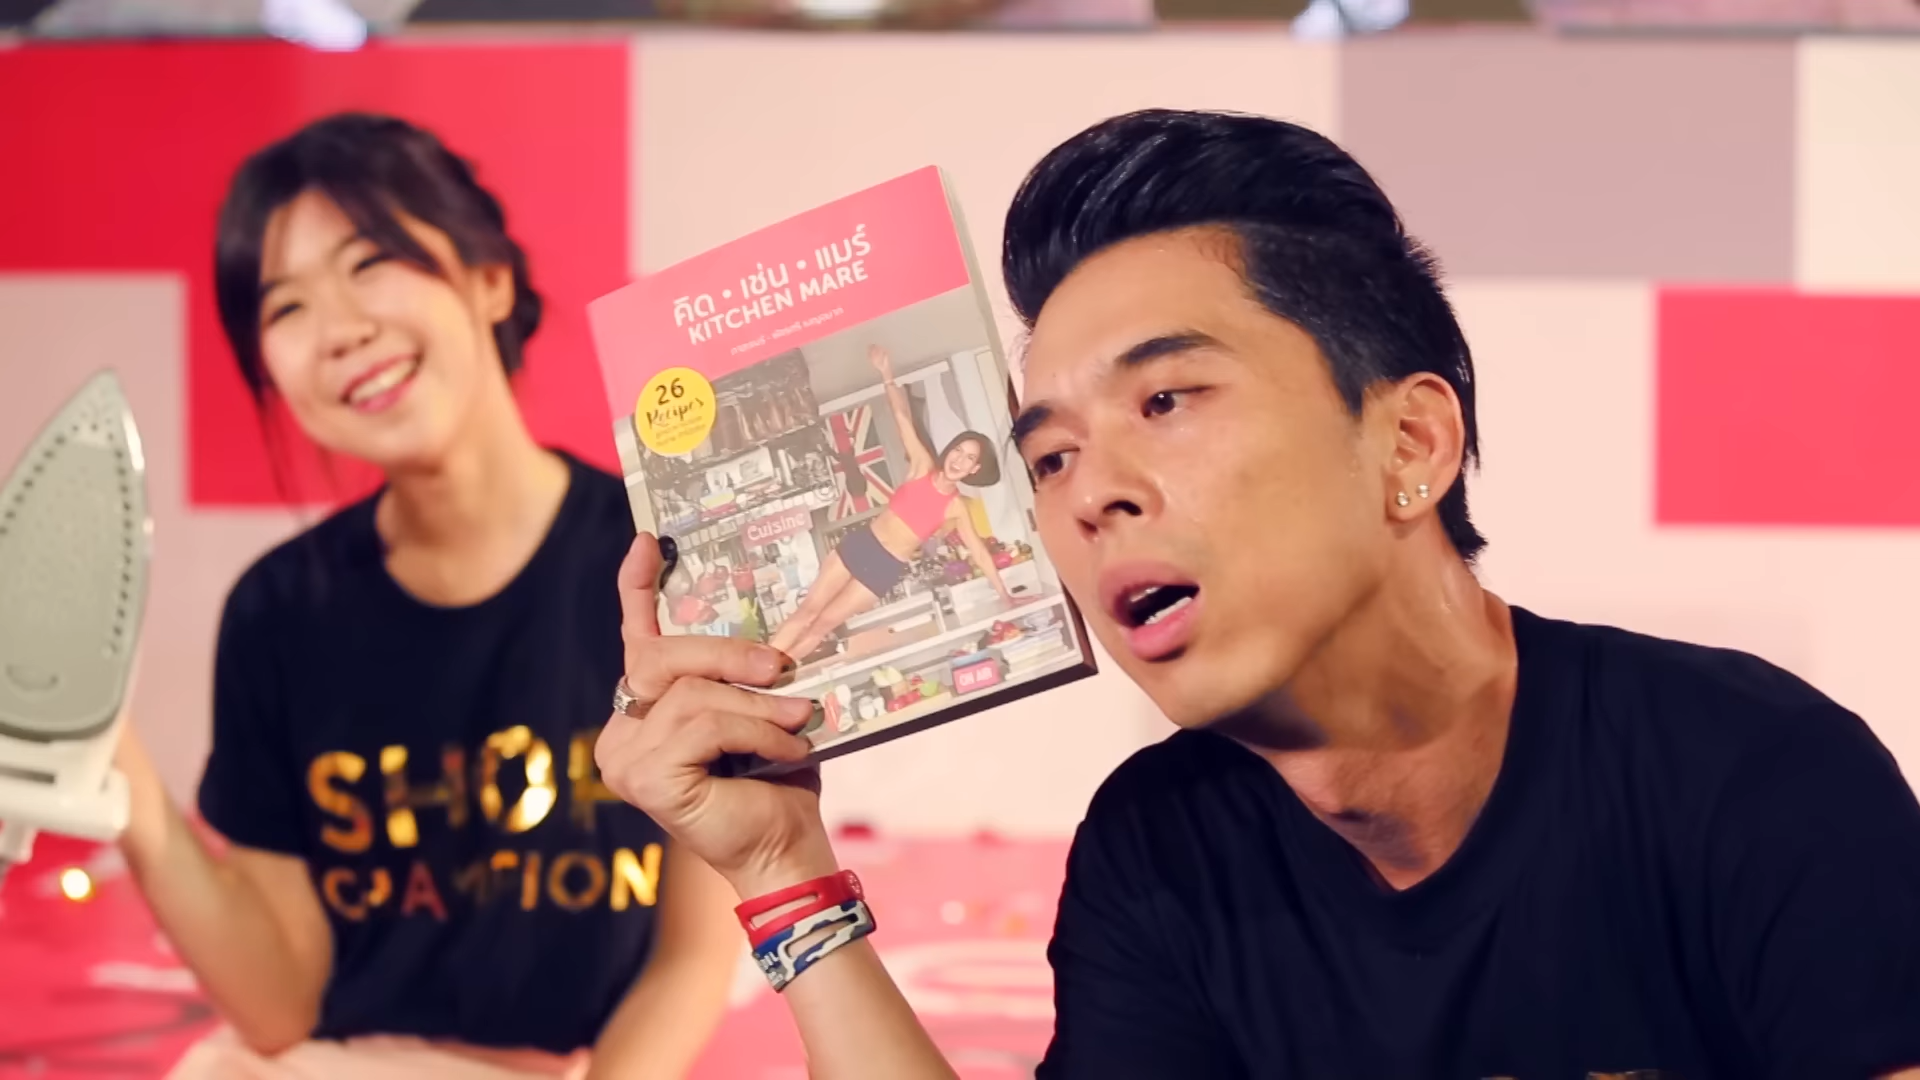 คิด • เช่น • แมร์
KITCHEN MARE
26
Recipes
Cuisine
ON AIR
SHOP
CHAMPION